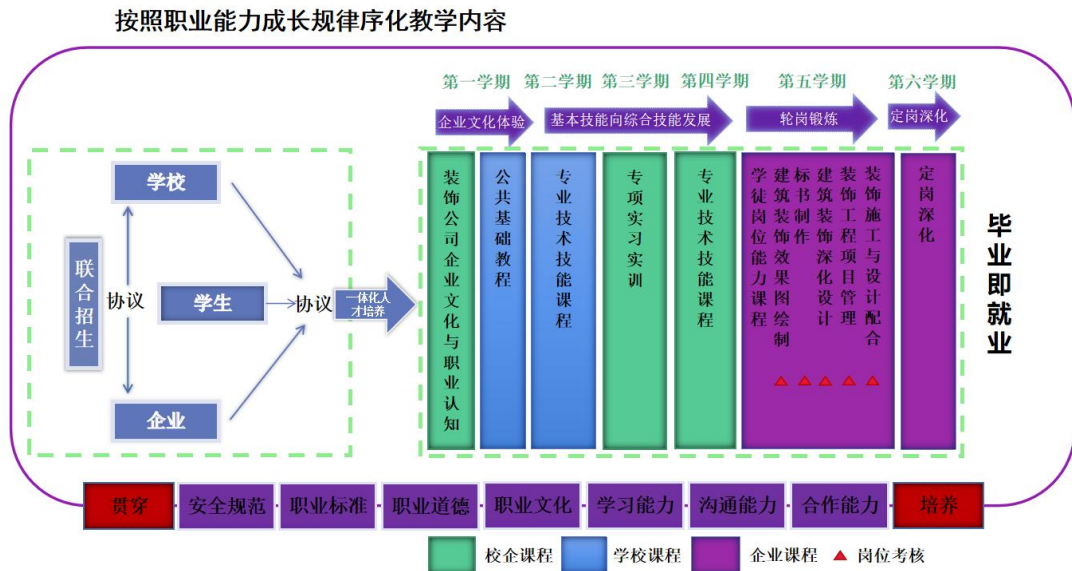 按照职业能力成长规律序化教学内容
第一学期
第二学期
第三学期
第四学期
第五学期
第六学期
企业文化体验
基本技能向综合技能发展
轮岗锻炼
定岗深化
学校
联合招生
协议
学生
协议
企业
一体化人
才培养
装饰公司企业文化与职业认知
公共基础教程
专业技术技能课程
专项实习实训
专业技术技能课程
学徒岗位能力课程
建筑装饰效果图绘制
标书制作
建筑装饰深化设计
装饰工程项目管理
装饰施工与设计配合
定岗深化
毕业即就业
贯穿
安全规范
职业标准
职业道德
职业文化
学习能力
沟通能力
合作能力
培养
校企课程
学校课程
企业课程
岗位考核